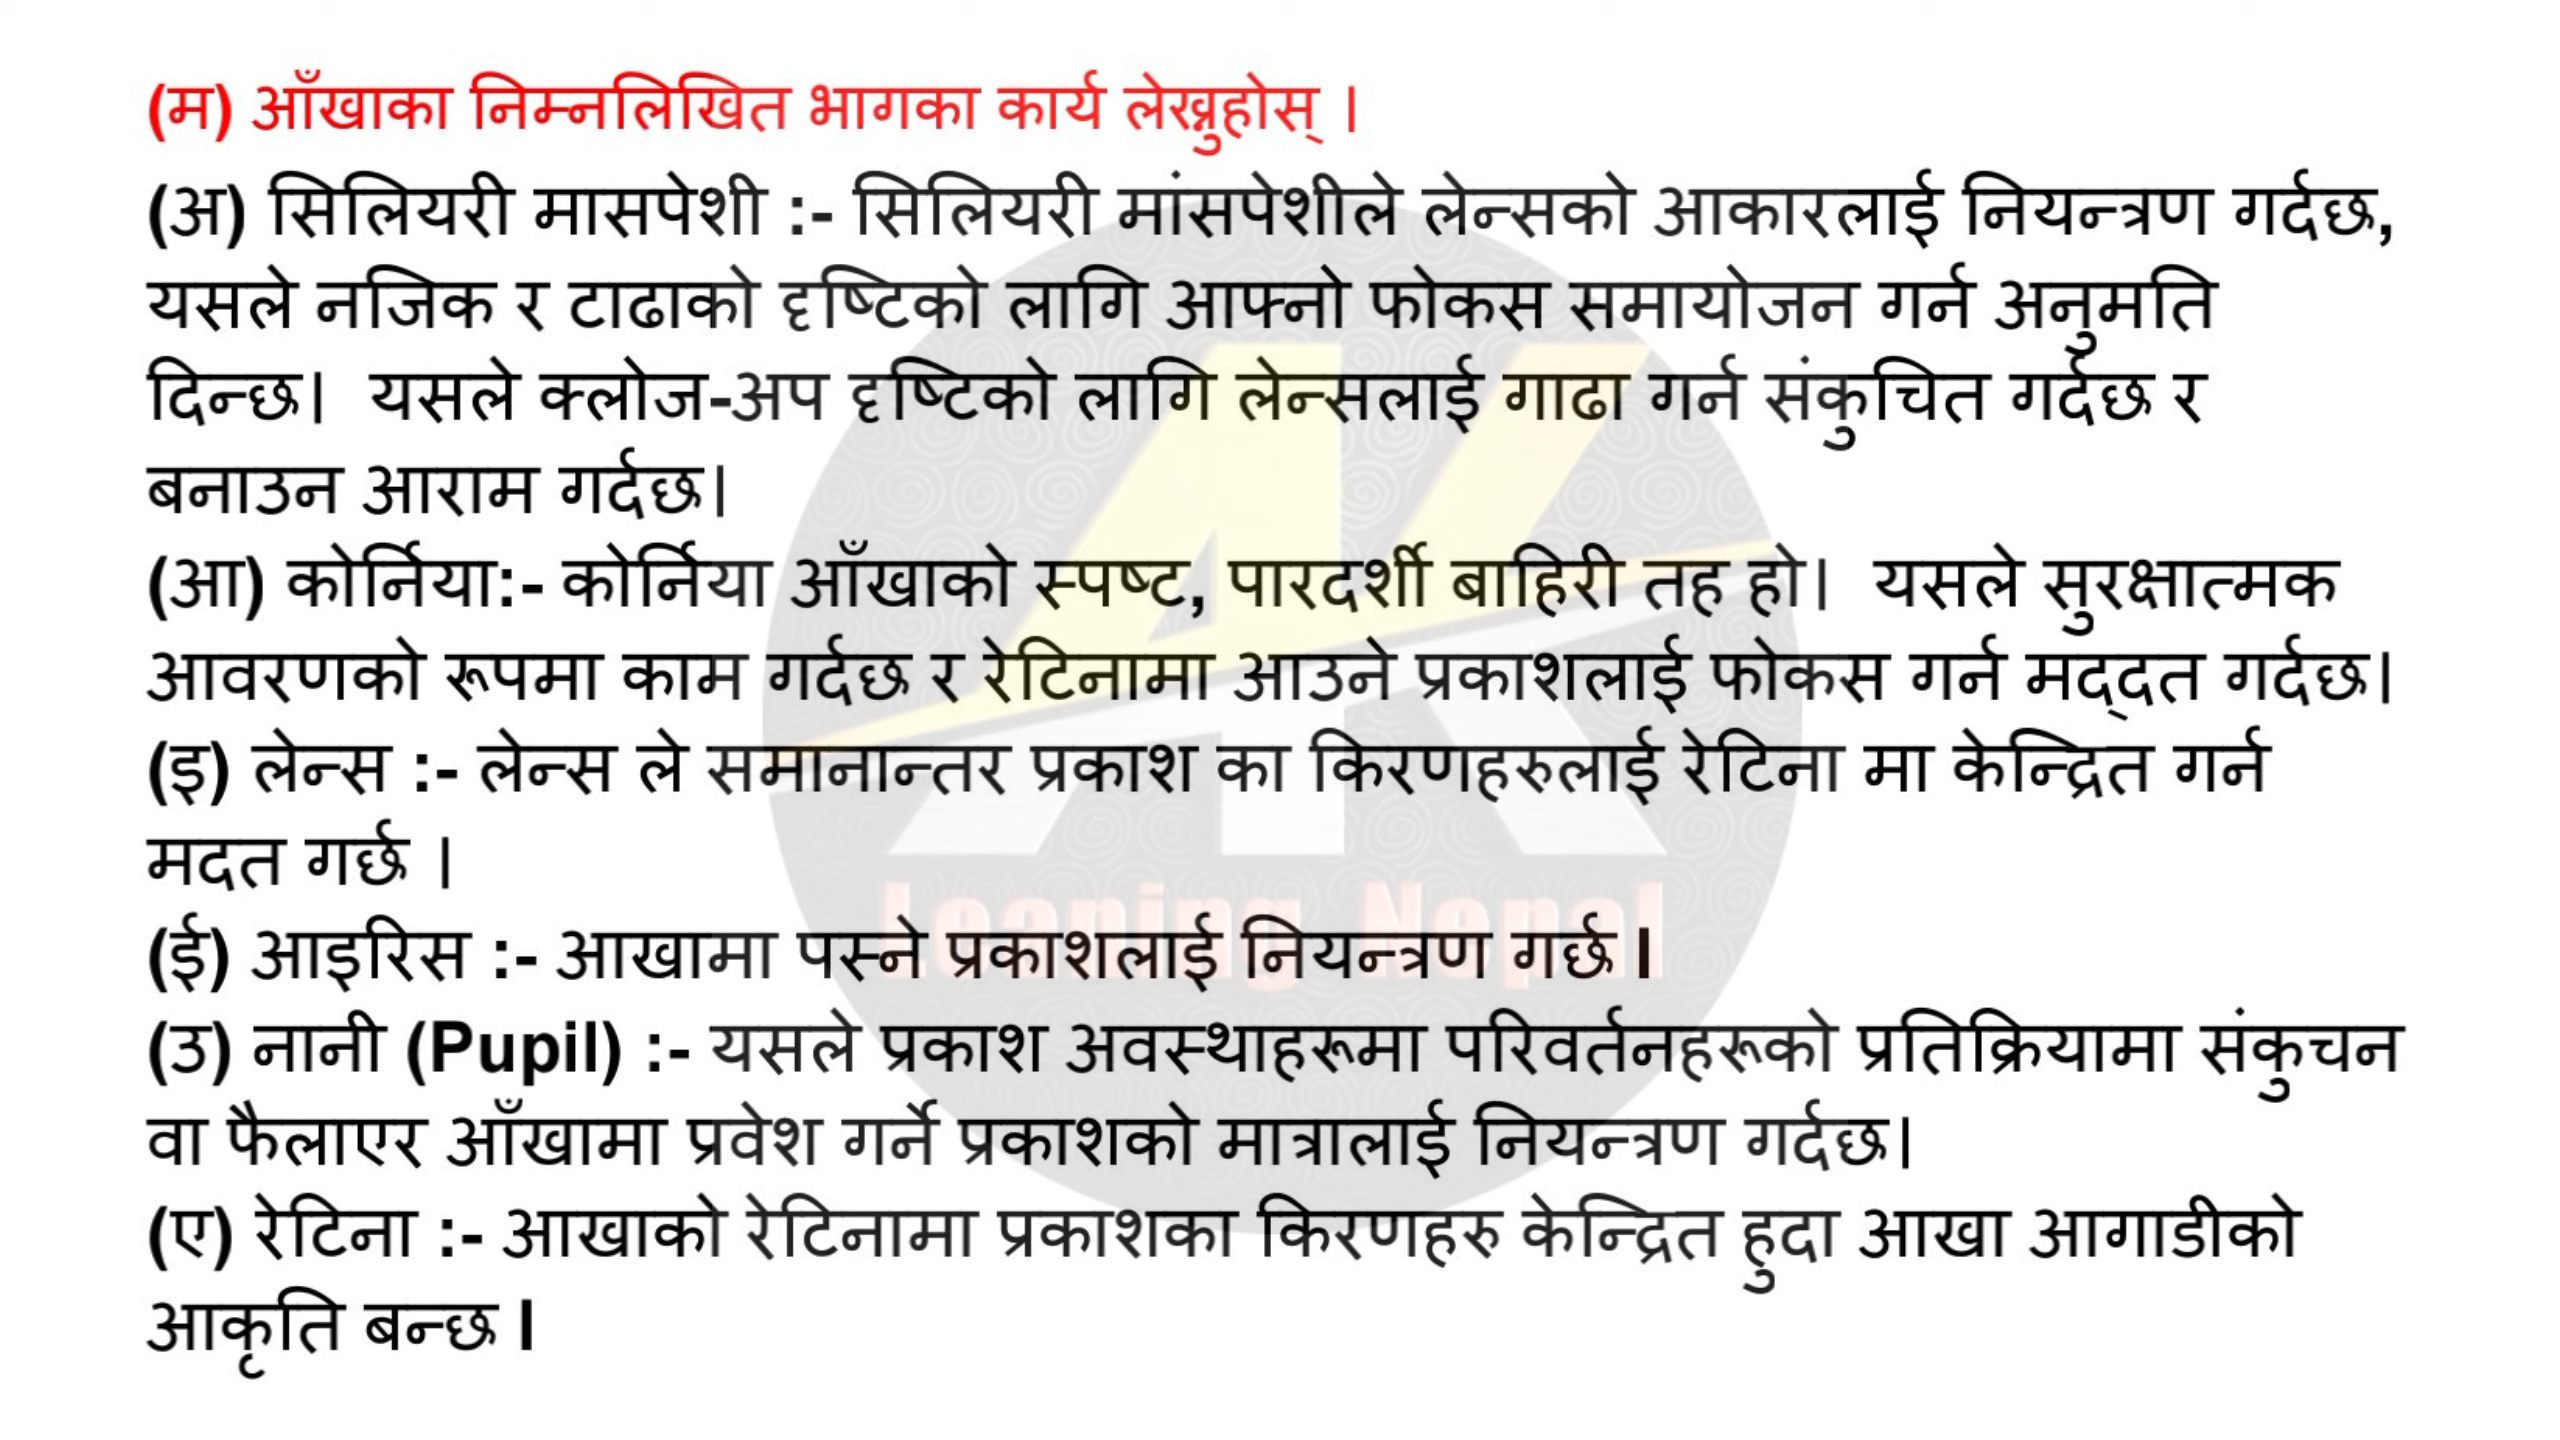 (म) आँखाका निम्नलिखित भागका कार्य लेख्नुहोस् ।
(अ) सिलियरी मासपेशी :- सिलियरी मांसपेशीले लेन्सको आकारलाई नियन्त्रण गर्दछ,
यसले नजिक र टाढाको दृष्टिको लागि आफ्नो फोकस समायोजन गर्न अनुमति
दिन्छ। यसले क्लोज-अप दृष्टिको लागि लेन्सलाई गाढा गर्न संकुचित गर्दछ र
बनाउन आराम गर्दछ।
(आ) कोर्निया:- कोर्निया आँखाको स्पष्ट, पारदर्शी बाहिरी तह हो। यसले सुरक्षात्मक
आवरणको रूपमा काम गर्दछ र रेटिनामा आउने प्रकाशलाई फोकस गर्न मद्दत गर्दछ।
(इ) लेन्स :- लेन्स ले समानान्तर प्रकाश का किरणहरुलाई रेटिना मा केन्द्रित गर्न
मदत गर्छ ।
(ई) आइरिस :- आखामा पस्ने प्रकाशलाई नियन्त्रण गर्छ l
(उ) नानी (Pupil) :- यसले प्रकाश अवस्थाहरूमा परिवर्तनहरूको प्रतिक्रियामा संकुचन
वा फैलाएर आँखामा प्रवेश गर्ने प्रकाशको मात्रालाई नियन्त्रण गर्दछ।
(ए) रेटिना :- आखाको रेटिनामा प्रकाशका किरणहरु केन्द्रित हुदा आखा आगाडीको
आकृति बन्छ l
AK
Leaning Nepal